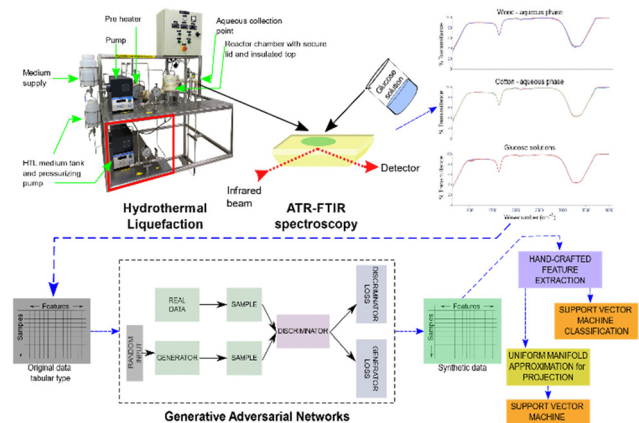 Pre heater
Pump
Aqueous collection
point
Reactor chamber with secure
lid and insulated top
Medium
supply
HTL medium tank
and pressurizing
pump
Glucose
solution
Infrared
beam
Detector
Hydrothermal
Liquefaction
ATR-FTIR
spectroscopy
Wood - aqueous phase
% Transmittance
Cotton - aqueous phase
% Transmittance
Glucose solutions
% Transmittance
Wavenumber (cm⁻¹)
Features
Samples
Original data
tabular type
RANDOM
INPUT
REAL
DATA
SAMPLE
GENERATOR
SAMPLE
DISCRIMINATOR
DISCRIMINATOR
LOSS
GENERATOR
LOSS
Generative Adversarial Networks
Features
Samples
Synthetic data
HAND-CRAFTED
FEATURE
EXTRACTION
SUPPORT VECTOR
MACHINE
CLASSIFICATION
UNIFORM MANIFOLD
APPROXIMATION for
PROJECTION
SUPPORT VECTOR
MACHINE